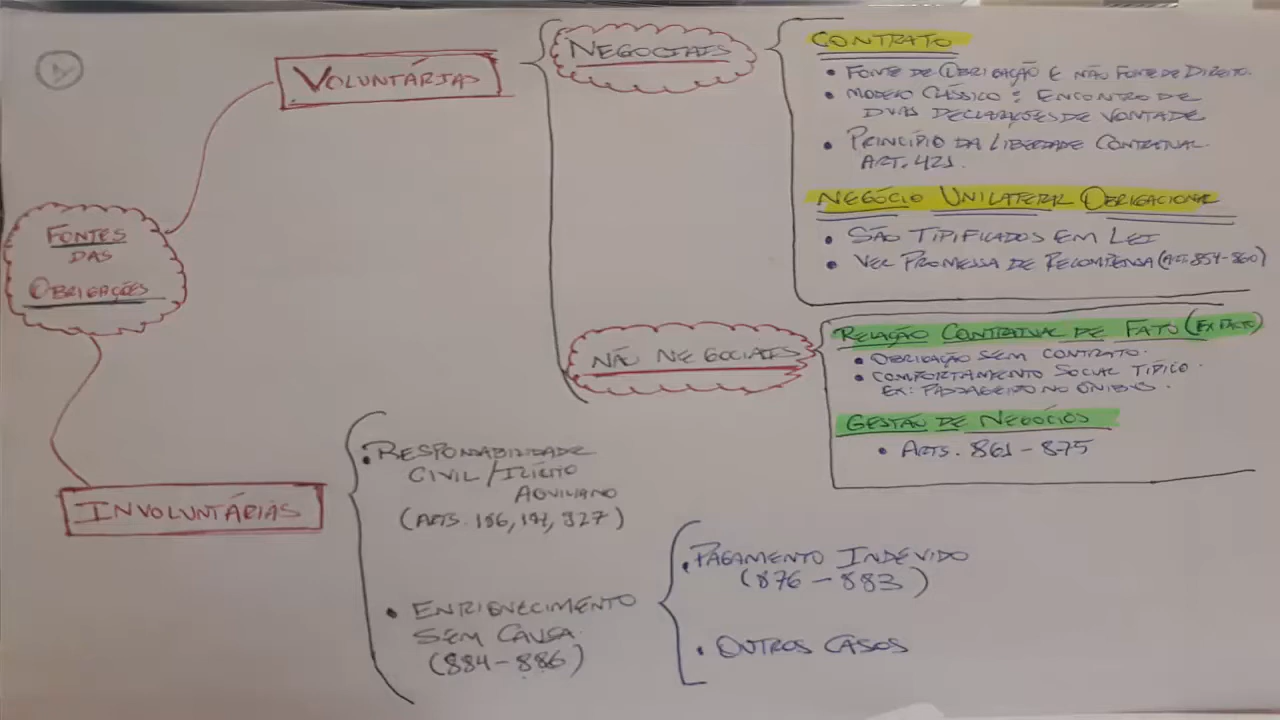 FONTES
DAS
OBRIGAÇÕES
VOLUNTÁRIAS
NEGOCIAIS
CONTRATO
• FONTE DE OBRIGAÇÃO E NÃO FONTE DE DIREITO.
• MODELO CLÁSSICO: ENCONTRO DE
DUAS DECLARAÇÕES DE VONTADE
• PRINCÍPIO DA LIBERDADE CONTRATUAL.
ART. 421.
NEGÓCIO UNILATERAL OBRIGACIONAL
• SÃO TIPIFICADOS EM LEI
• VER PROMESSA DE RECOMPENSA (ART. 854-860)
NÃO NEGOCIAIS
RELAÇÃO CONTRATUAL DE FATO (EX FACTO)
• OBRIGAÇÃO SEM CONTRATO.
• COMPORTAMENTO SOCIAL TÍPICO.
EX: PASSAGEIRO NO ÔNIBUS.
GESTÃO DE NEGÓCIOS
• ARTS. 861-875
INVOLUNTÁRIAS
• RESPONSABILIDADE
CIVIL/ILÍCITO
AQUILIANO
(ARTS. 186, 187, 927)
• ENRIQUECIMENTO
SEM CAUSA.
(884-886)
• PAGAMENTO INDEVIDO
(876-883)
• OUTROS CASOS